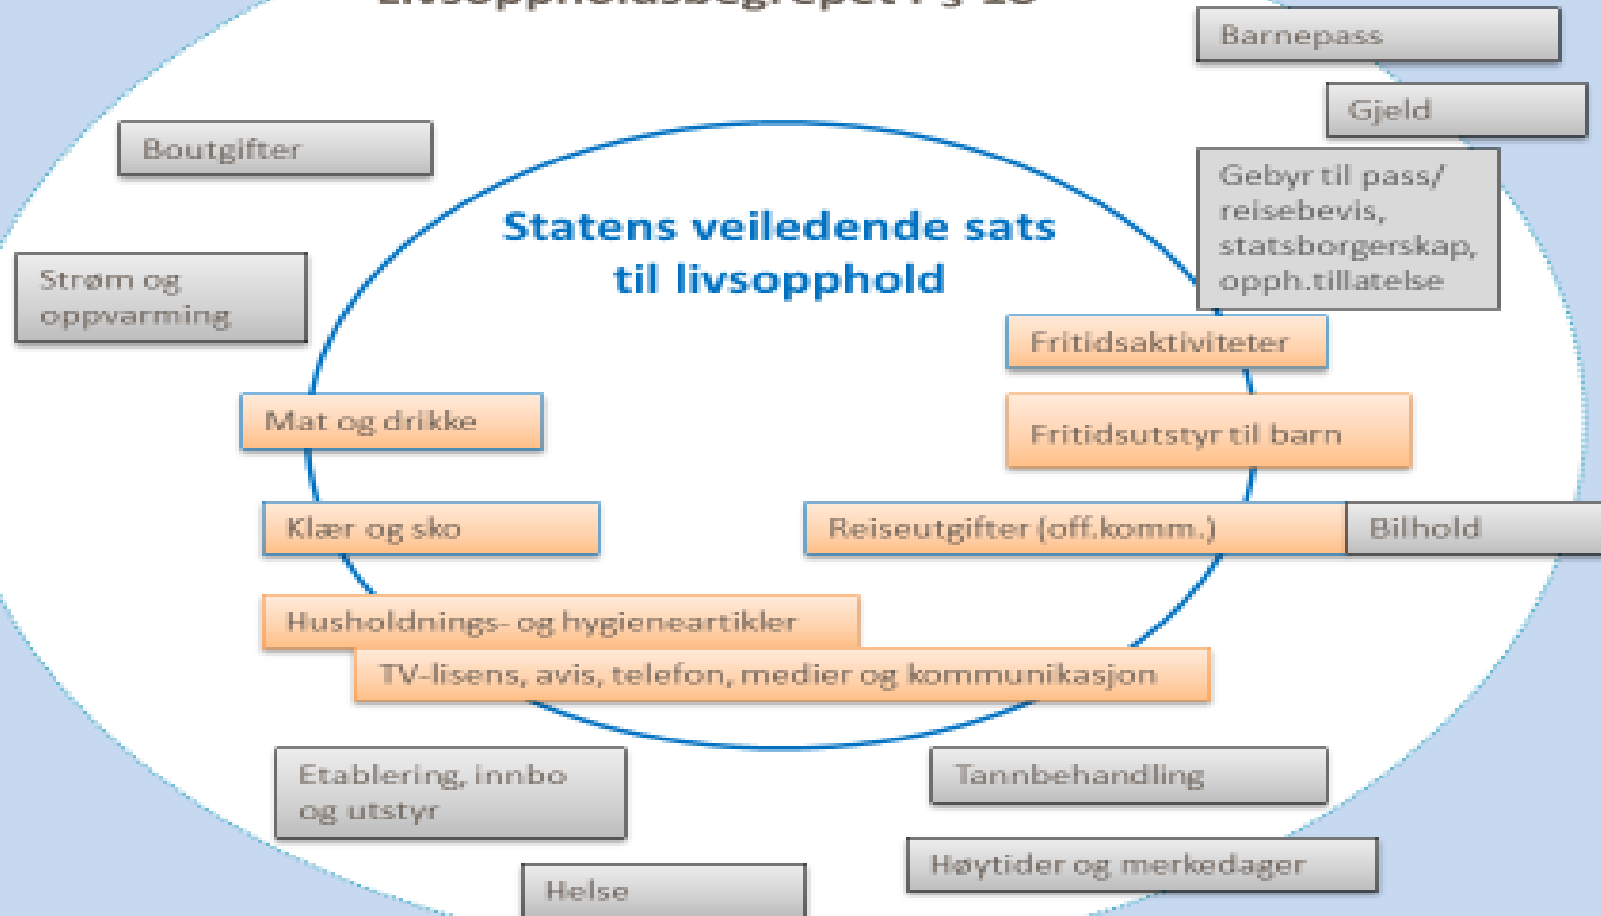 Livsoppholdsbegrepet i § 18
Barnepass
Gjeld
Boutgifter
Gebyr til pass/
reisebevis,
statsborgerskap,
opph.tillatelse
Statens veiledende sats
til livsopphold
Strøm og
oppvarming
Fritidsaktiviteter
Mat og drikke
Fritidsutstyr til barn
Klær og sko
Reiseutgifter (off.komm.)
Bilhold
Husholdnings- og hygieneartikler
TV-lisens, avis, telefon, medier og kommunikasjon
Etablering, innbo
og utstyr
Tannbehandling
Høytider og merkedager
Helse